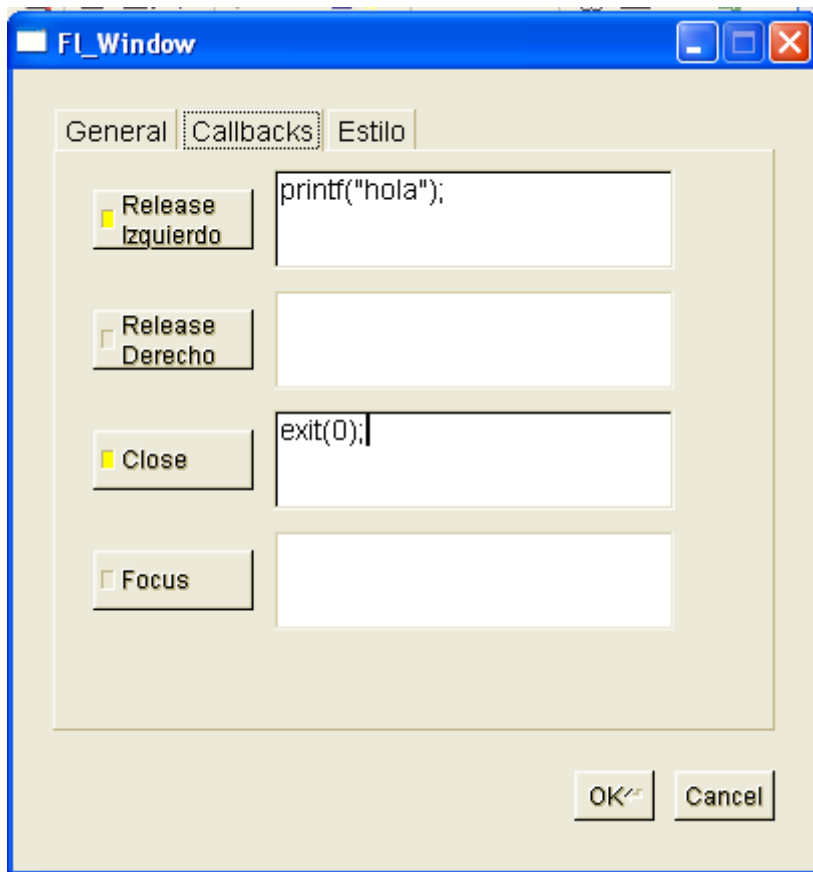 Fl_Window
General Callbacks Estilo
Release
Izquierdo
printf("hola");
Release
Derecho
Close
exit(0);
Focus
OK
Cancel